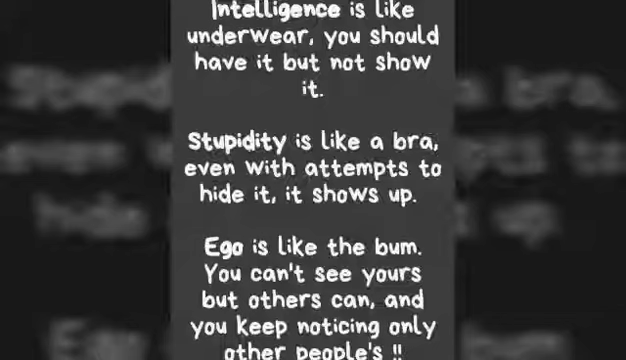 Intelligence is like
underwear, you should
have it but not show
it.
Stupidity is like a bra,
even with attempts to
hide it, it shows up.
Ego is like the bum.
You can't see yours
but others can, and
you keep noticing only
other people's !!